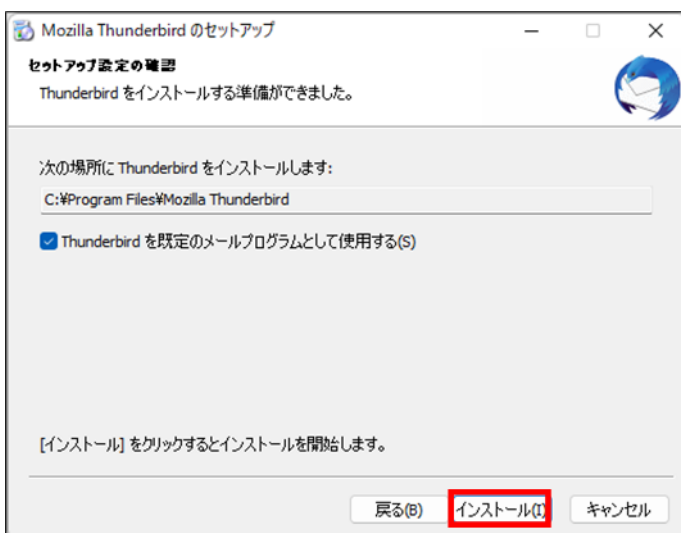 Mozilla Thunderbird のセットアップ
セットアップ設定の確認
Thunderbird をインストールする準備ができました。
次の場所に Thunderbird をインストールします:
C:¥Program Files¥Mozilla Thunderbird
Thunderbird を既定のメールプログラムとして使用する(S)
[インストール] をクリックするとインストールを開始します。
戻る(B) インストール(I) キャンセル